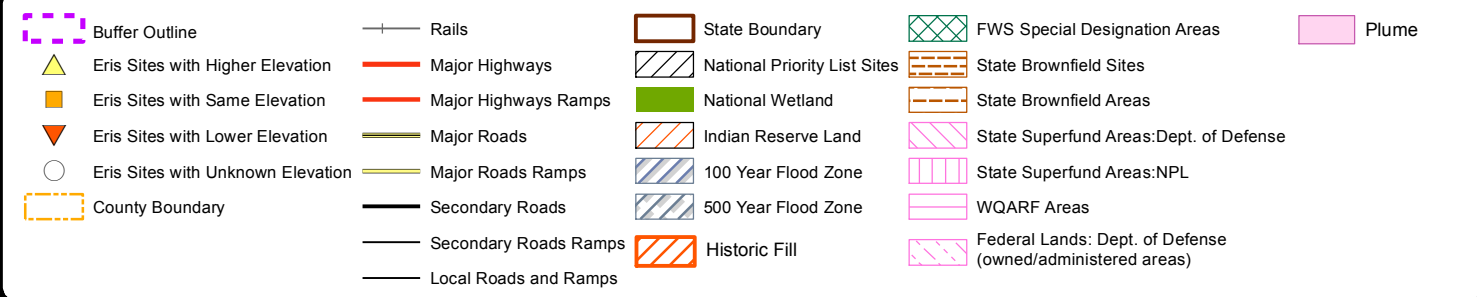 Buffer Outline
Eris Sites with Higher Elevation
Eris Sites with Same Elevation
Eris Sites with Lower Elevation
Eris Sites with Unknown Elevation
County Boundary
Rails
Major Highways
Major Highways Ramps
Major Roads
Major Roads Ramps
Secondary Roads
Secondary Roads Ramps
Local Roads and Ramps
State Boundary
National Priority List Sites
National Wetland
Indian Reserve Land
100 Year Flood Zone
500 Year Flood Zone
Historic Fill
FWS Special Designation Areas
State Brownfield Sites
State Brownfield Areas
State Superfund Areas:Dept. of Defense
State Superfund Areas:NPL
WQARF Areas
Federal Lands: Dept. of Defense
(owned/administered areas)
Plume